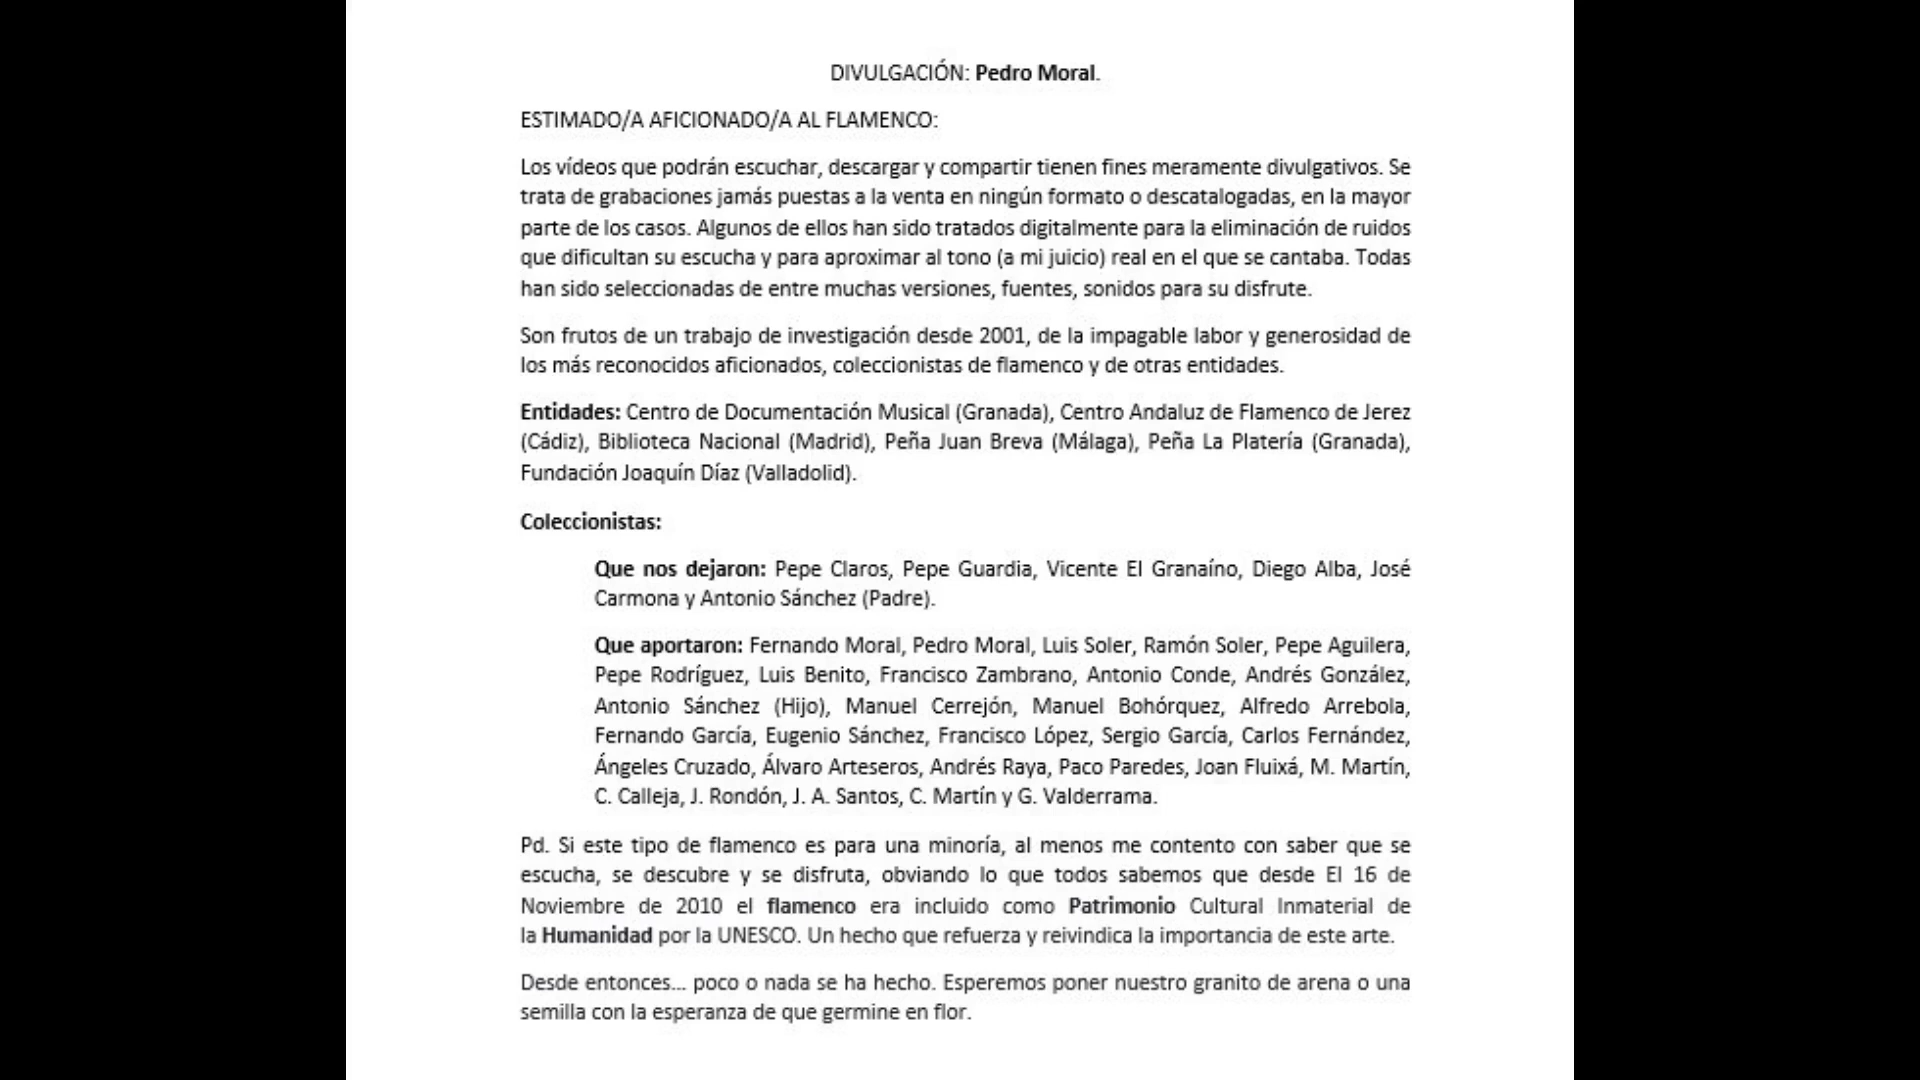 DIVULGACIÓN: Pedro Moral.
ESTIMADO/A AFICIONADO/A AL FLAMENCO:
Los vídeos que podrán escuchar, descargar y compartir tienen fines meramente divulgativos. Se
trata de grabaciones jamás puestas a la venta en ningún formato o descatalogadas, en la mayor
parte de los casos. Algunos de ellos han sido tratados digitalmente para la eliminación de ruidos
que dificultan su escucha y para aproximar al tono (a mi juicio) real en el que se cantaba. Todas
han sido seleccionadas de entre muchas versiones, fuentes, sonidos para su disfrute.
Son frutos de un trabajo de investigación desde 2001, de la impagable labor y generosidad de
los más reconocidos aficionados, coleccionistas de flamenco y de otras entidades.
Entidades: Centro de Documentación Musical (Granada), Centro Andaluz de Flamenco de Jerez
(Cádiz), Biblioteca Nacional (Madrid), Peña Juan Breva (Málaga), Peña La Platería (Granada),
Fundación Joaquín Díaz (Valladolid).
Coleccionistas:
Que nos dejaron: Pepe Claros, Pepe Guardia, Vicente El Granaíno, Diego Alba, José
Carmona y Antonio Sánchez (Padre).
Que aportaron: Fernando Moral, Pedro Moral, Luis Soler, Ramón Soler, Pepe Aguilera,
Pepe Rodríguez, Luis Benito, Francisco Zambrano, Antonio Conde, Andrés González,
Antonio Sánchez (Hijo), Manuel Cerrejón, Manuel Bohórquez, Alfredo Arrebola,
Fernando García, Eugenio Sánchez, Francisco López, Sergio García, Carlos Fernández,
Ángeles Cruzado, Álvaro Arteseros, Andrés Raya, Paco Paredes, Joan Fluixá, M. Martín,
C. Calleja, J. Rondón, J. A. Santos, C. Martín y G. Valderrama.
Pd. Si este tipo de flamenco es para una minoría, al menos me contento con saber que se
escucha, se descubre y se disfruta, obviando lo que todos sabemos que desde El 16 de
Noviembre de 2010 el flamenco era incluido como Patrimonio Cultural Inmaterial de
la Humanidad por la UNESCO. Un hecho que refuerza y reivindica la importancia de este arte.
Desde entonces... poco o nada se ha hecho. Esperemos poner nuestro granito de arena o una
semilla con la esperanza de que germine en flor.